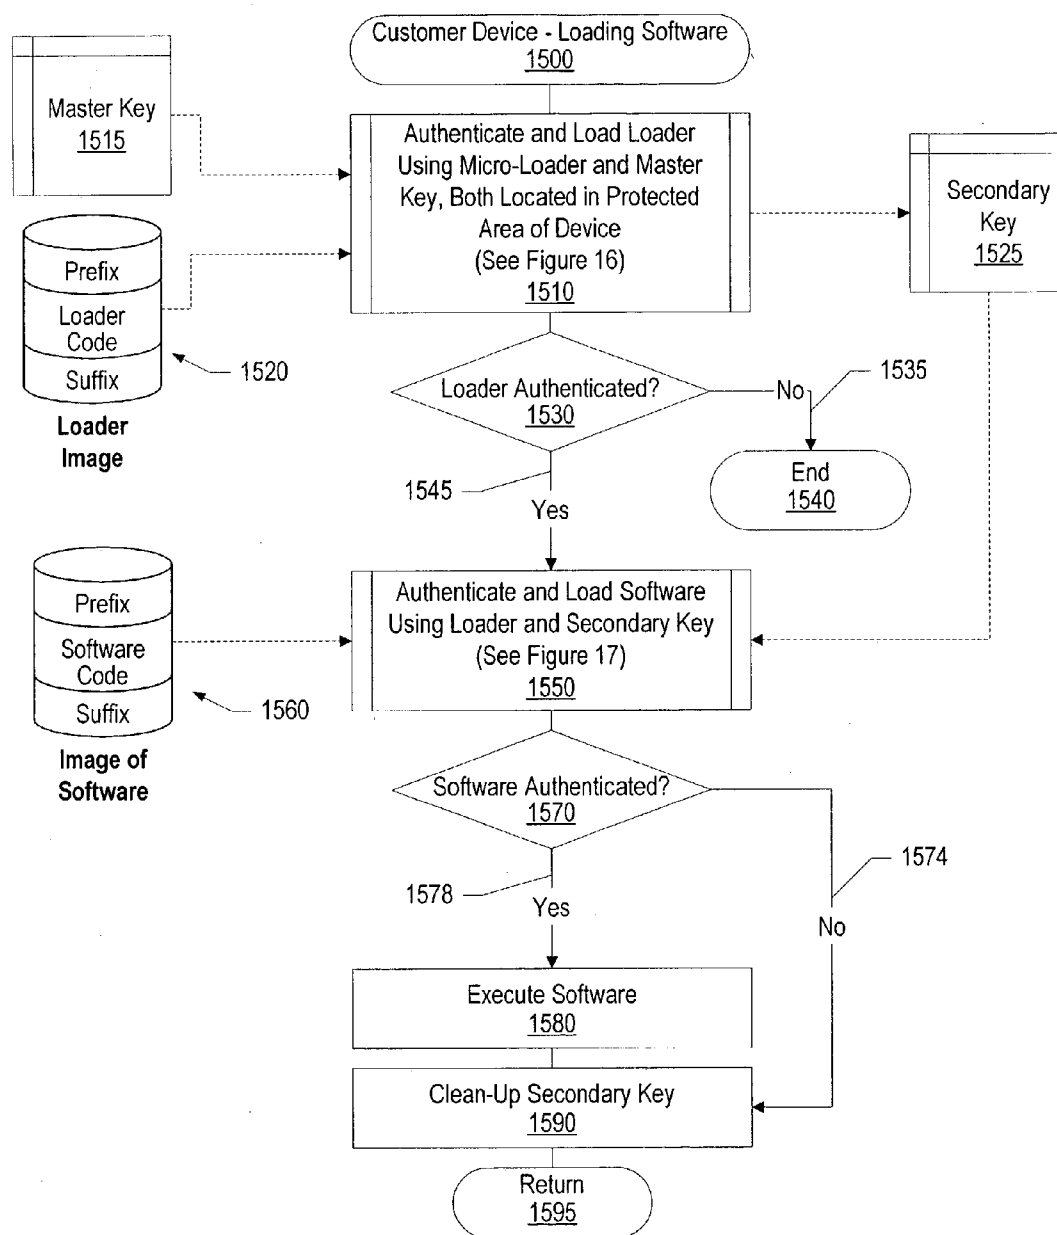 Customer Device - Loading Software
1500
Master Key
1515
Authenticate and Load Loader
Using Micro-Loader and Master
Key, Both Located in Protected
Area of Device
(See Figure 16)
1510
Secondary
Key
1525
Prefix
Loader
Code
Suffix
1520
Loader
Image
Loader Authenticated?
1530
No
1535
End
1540
1545
Yes
Prefix
Software
Code
Suffix
1560
Image of
Software
Authenticate and Load Software
Using Loader and Secondary Key
(See Figure 17)
1550
Software Authenticated?
1570
1574
No
1578
Yes
Execute Software
1580
Clean-Up Secondary Key
1590
Return
1595